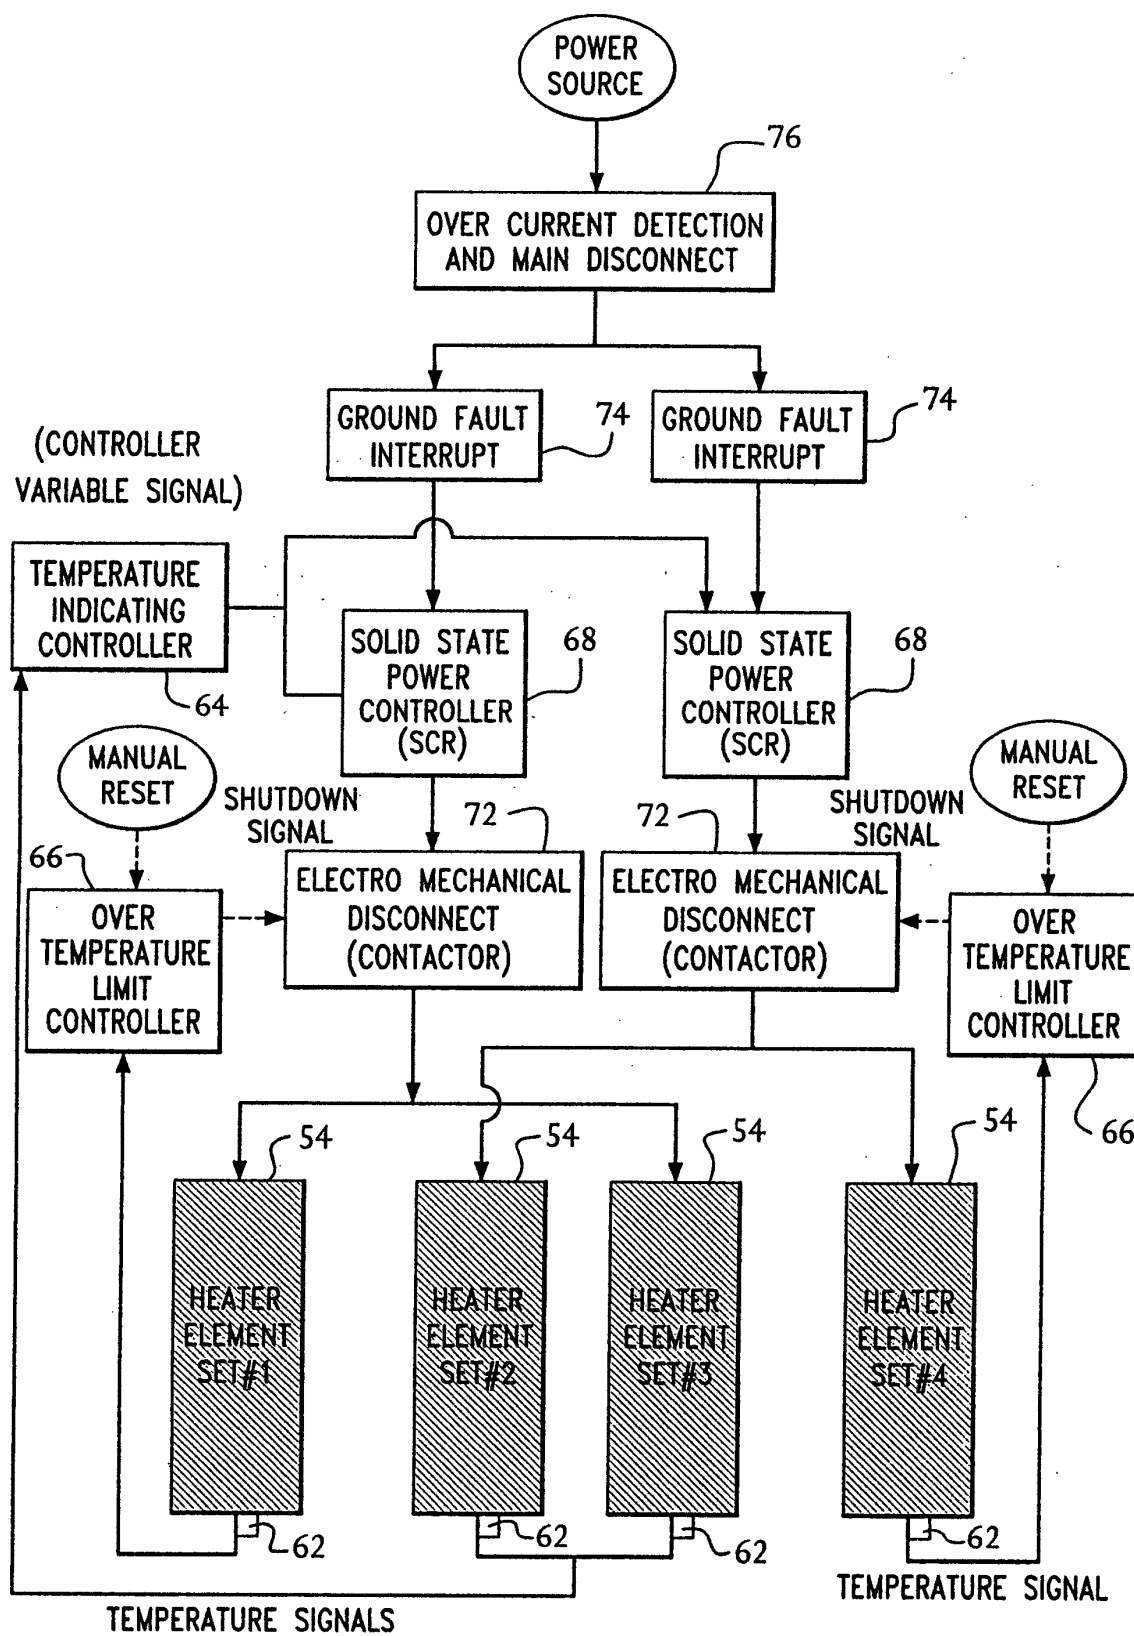 POWER
SOURCE
76
OVER CURRENT DETECTION
AND MAIN DISCONNECT
GROUND FAULT
INTERRUPT
74
GROUND FAULT
INTERRUPT
74
(CONTROLLER
VARIABLE SIGNAL)
TEMPERATURE
INDICATING
CONTROLLER
64
SOLID STATE
POWER
CONTROLLER
(SCR)
68
SOLID STATE
POWER
CONTROLLER
(SCR)
68
MANUAL
RESET
SHUTDOWN
SIGNAL
72
72
SHUTDOWN
SIGNAL
MANUAL
RESET
66
OVER
TEMPERATURE
LIMIT
CONTROLLER
ELECTRO MECHANICAL
DISCONNECT
(CONTACTOR)
ELECTRO MECHANICAL
DISCONNECT
(CONTACTOR)
OVER
TEMPERATURE
LIMIT
CONTROLLER
66
54
54
54
54
HEATER
ELEMENT
SET#1
HEATER
ELEMENT
SET#2
HEATER
ELEMENT
SET#3
HEATER
ELEMENT
SET#4
62
62
62
62
TEMPERATURE SIGNALS
TEMPERATURE SIGNAL